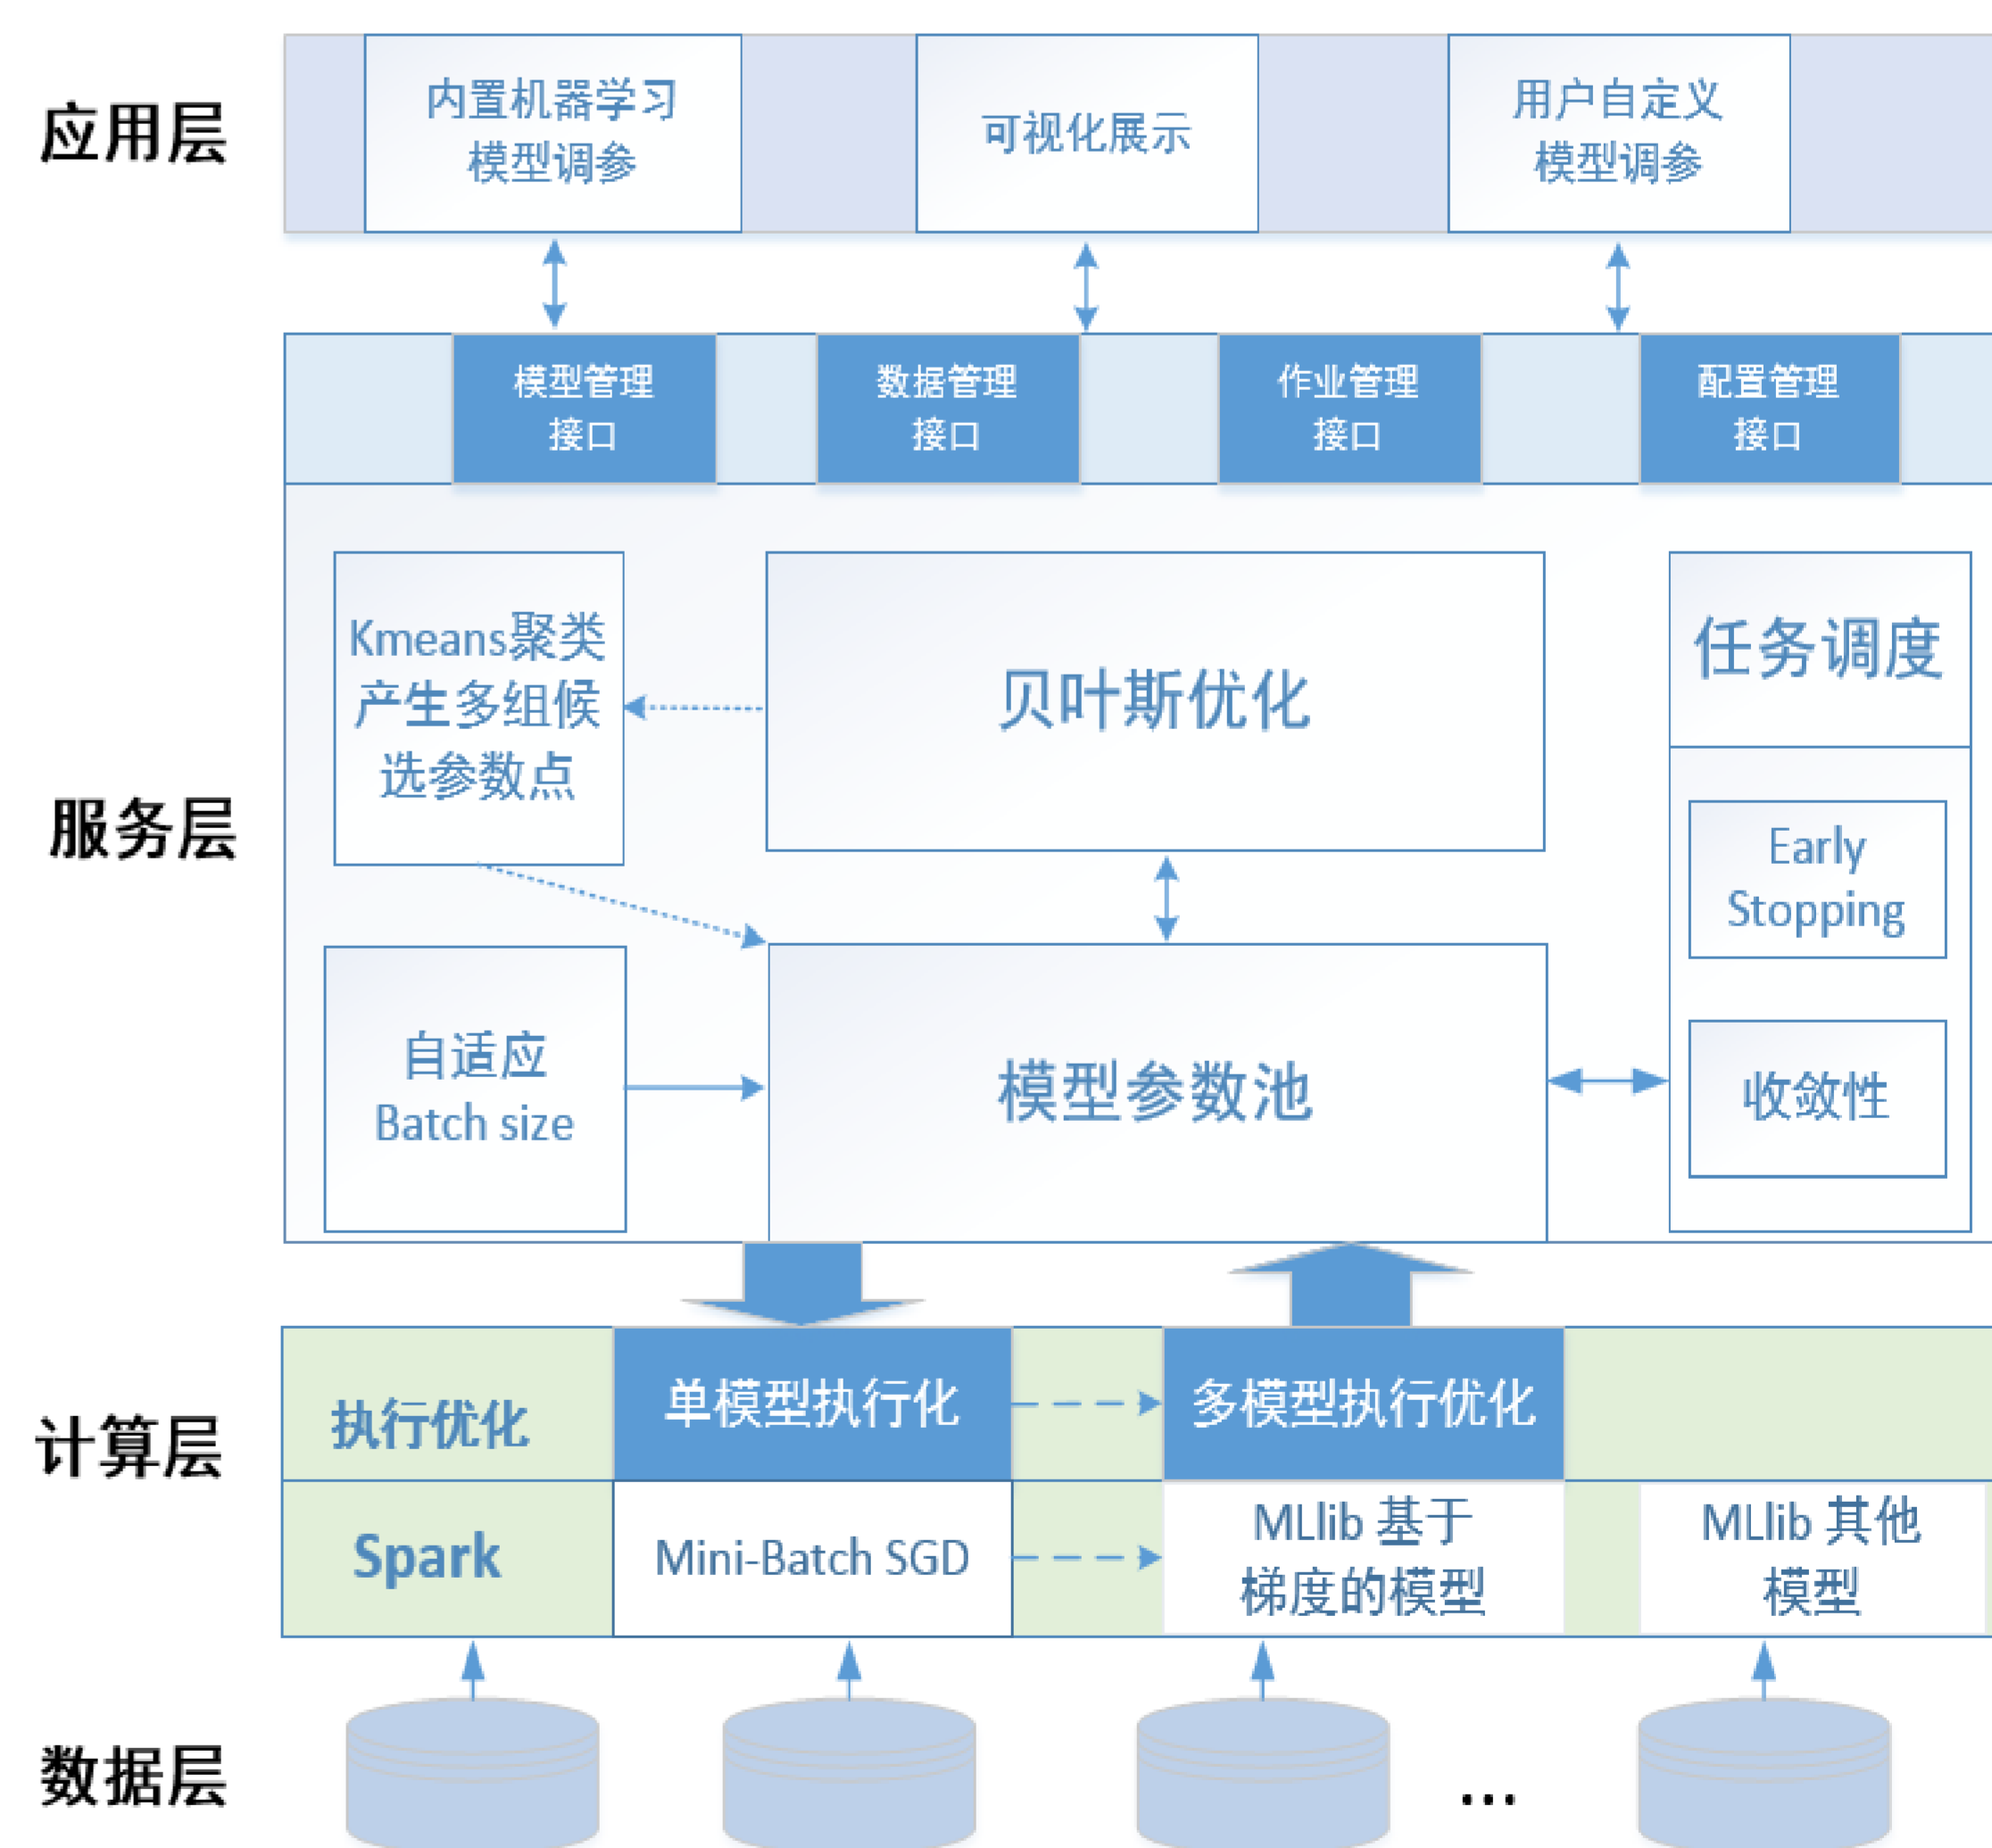 应用层
内置机器学习
模型调参
可视化展示
用户自定义
模型调参
模型管理
接口
数据管理
接口
作业管理
接口
配置管理
接口
服务层
Kmeans聚类
产生多组候
选参数点
贝叶斯优化
任务调度
Early
Stopping
自适应
Batch size
模型参数池
收敛性
计算层
执行优化
单模型执行化
多模型执行优化
Spark
Mini-Batch SGD
MLlib 基于
梯度的模型
MLlib 其他
模型
数据层
...